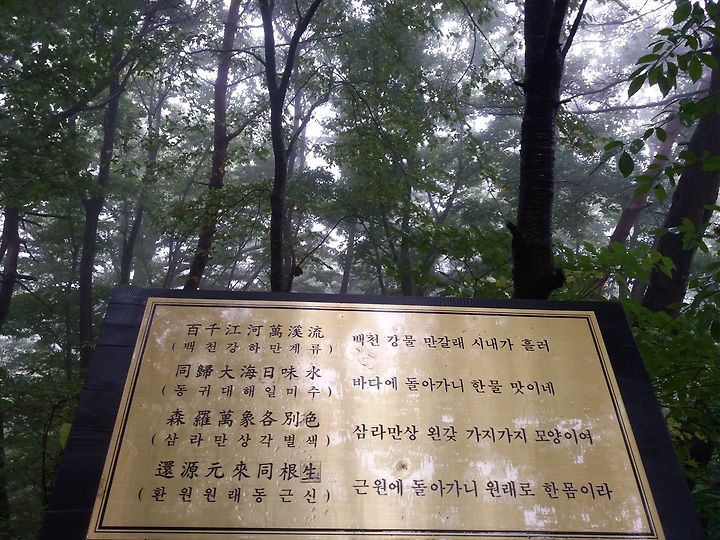 百千江河萬溪流
(백천강하만계류)
백천 강물 만갈래 시내가 흘러
同歸大海日味水
(동귀대해일미수)
바다에 돌아가니 한물 맛이네
森羅萬象各別色
(삼라만상각별색)
삼라만상 왼갖 가지가지 모양이여
還源元來同根生
(환원원래동근신)
근원에 돌아가니 원래로 한몸이라